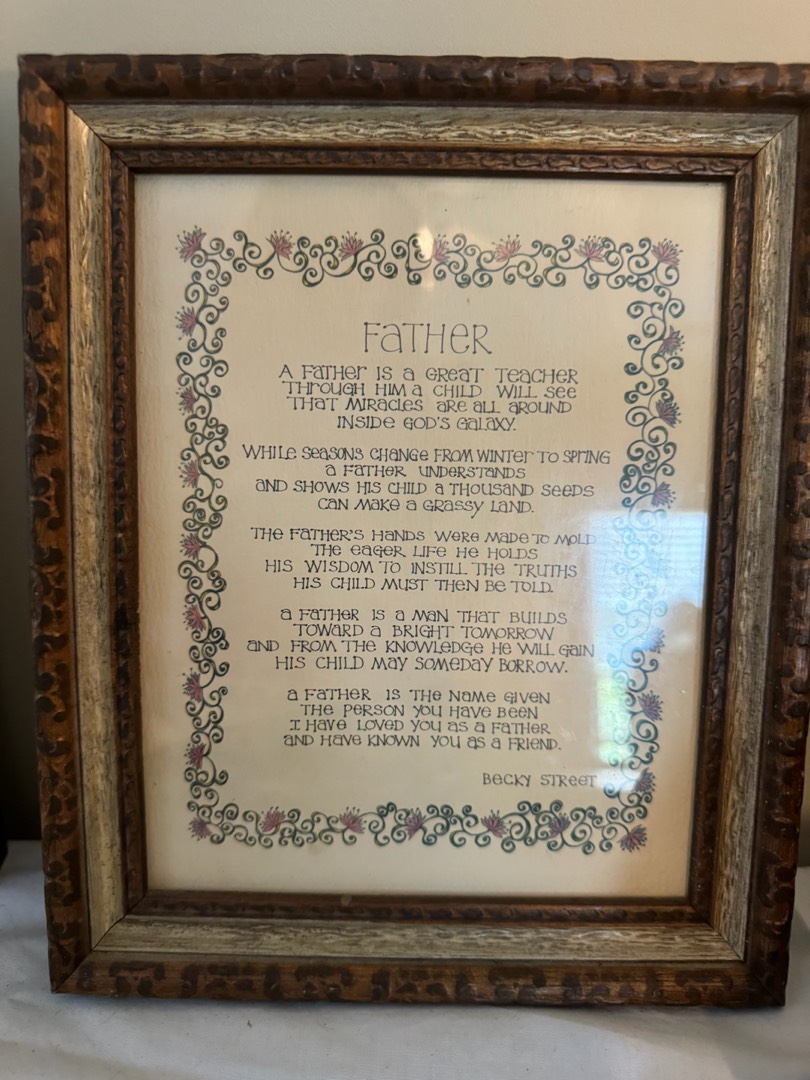 FATHER
A FATHER IS A GREAT TEACHER
THROUGH HIM A CHILD WILL SEE
THAT MIRACLES ARE ALL AROUND
INSIDE GOD'S GALAXY.
WHILE SEASONS CHANGE FROM WINTER TO SPRING
A FATHER UNDERSTANDS
AND SHOWS HIS CHILD A THOUSAND SEEDS
CAN MAKE A GRASSY LAND.
THE FATHER'S HANDS WERE MADE TO MOLD
THE EAGER LIFE HE HOLDS
HIS WISDOM TO INSTILL THE TRUTHS
HIS CHILD MUST THEN BE TOLD.
A FATHER IS A MAN THAT BUILDS
TOWARD A BRIGHT TOMORROW
AND FROM THE KNOWLEDGE HE WILL GAIN
HIS CHILD MAY SOMEDAY BORROW.
A FATHER IS THE NAME GIVEN
THE PERSON YOU HAVE BEEN
I HAVE LOVED YOU AS A FATHER
AND HAVE KNOWN YOU AS A FRIEND.
BECKY STREET